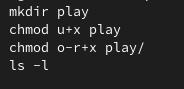 mkdir play
chmod u+x play
chmod o-r+x play/
ls -l